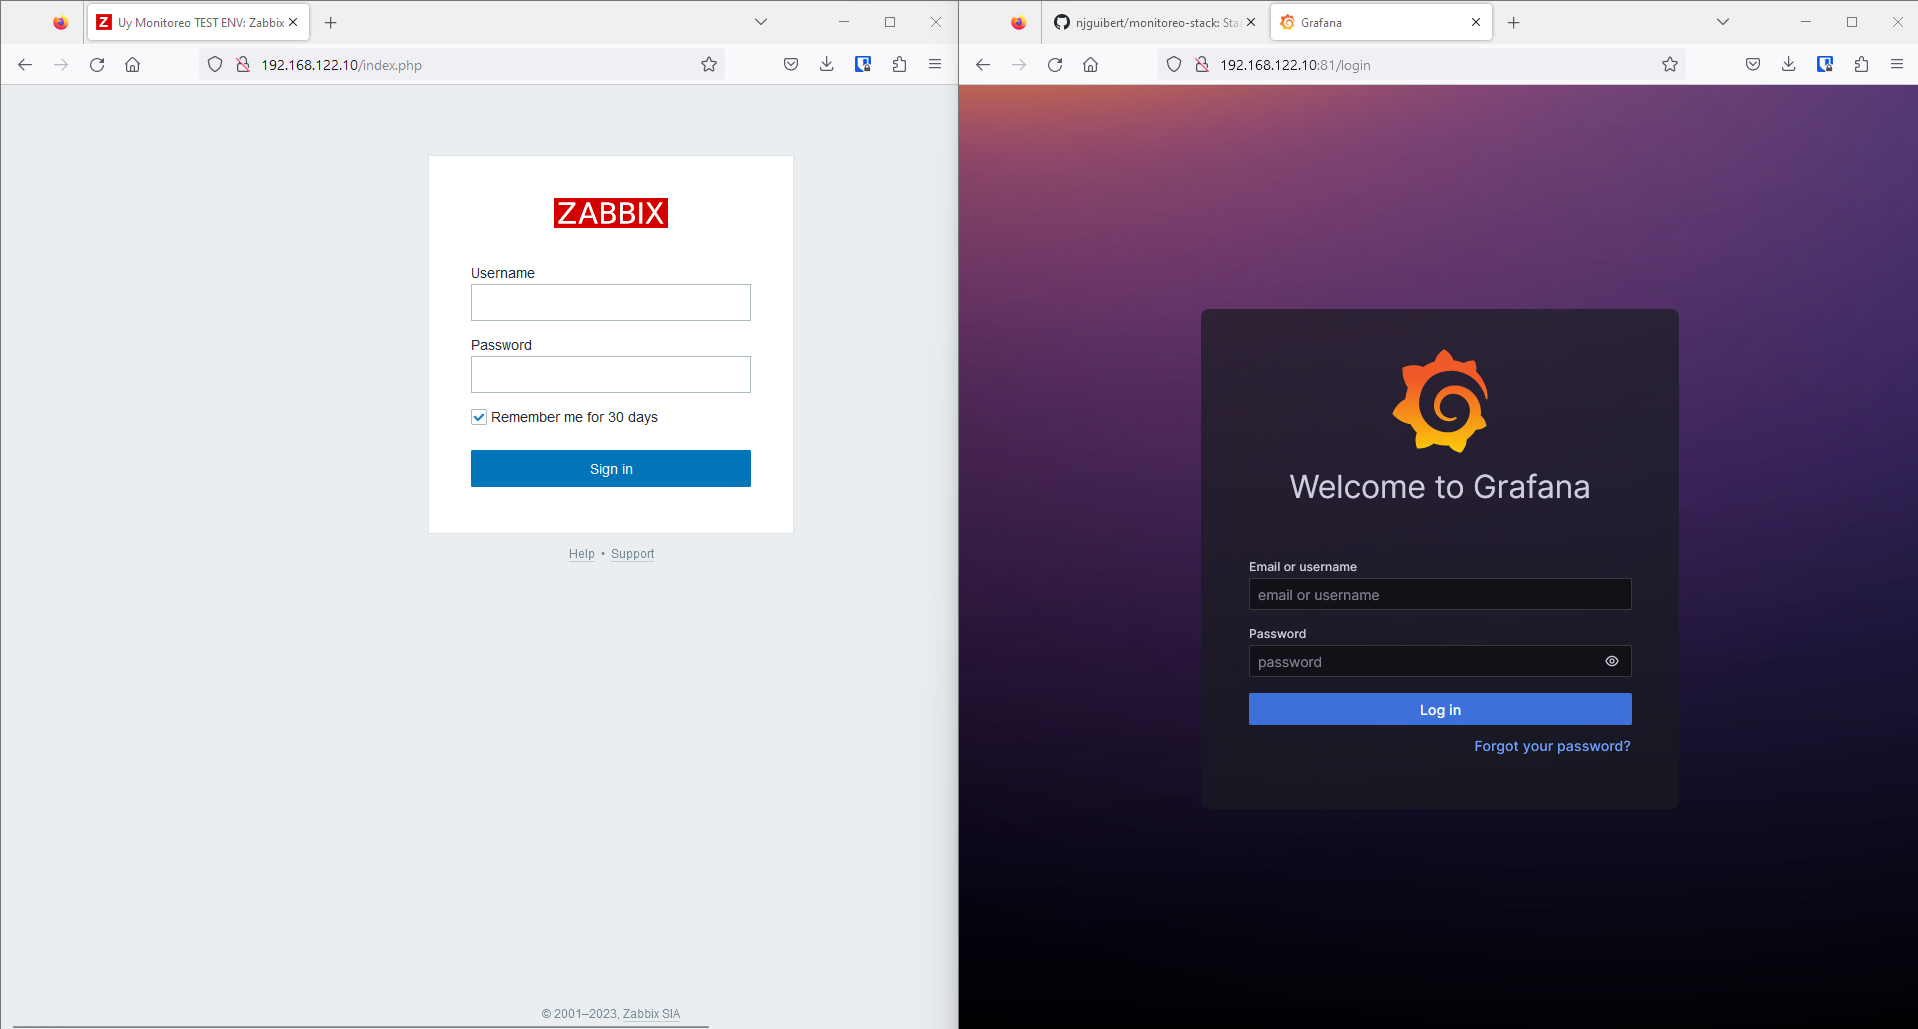 Uy Monitoreo TEST ENV: Zabbix
192.168.122.10/index.php
ZABBIX
Username
Password
Remember me for 30 days
Sign in
Help • Support
© 2001–2023, Zabbix SIA
njguibert/monitoreo-stack: Sta
Grafana
192.168.122.10:81/login
Welcome to Grafana
Email or username
email or username
Password
password
Log in
Forgot your password?